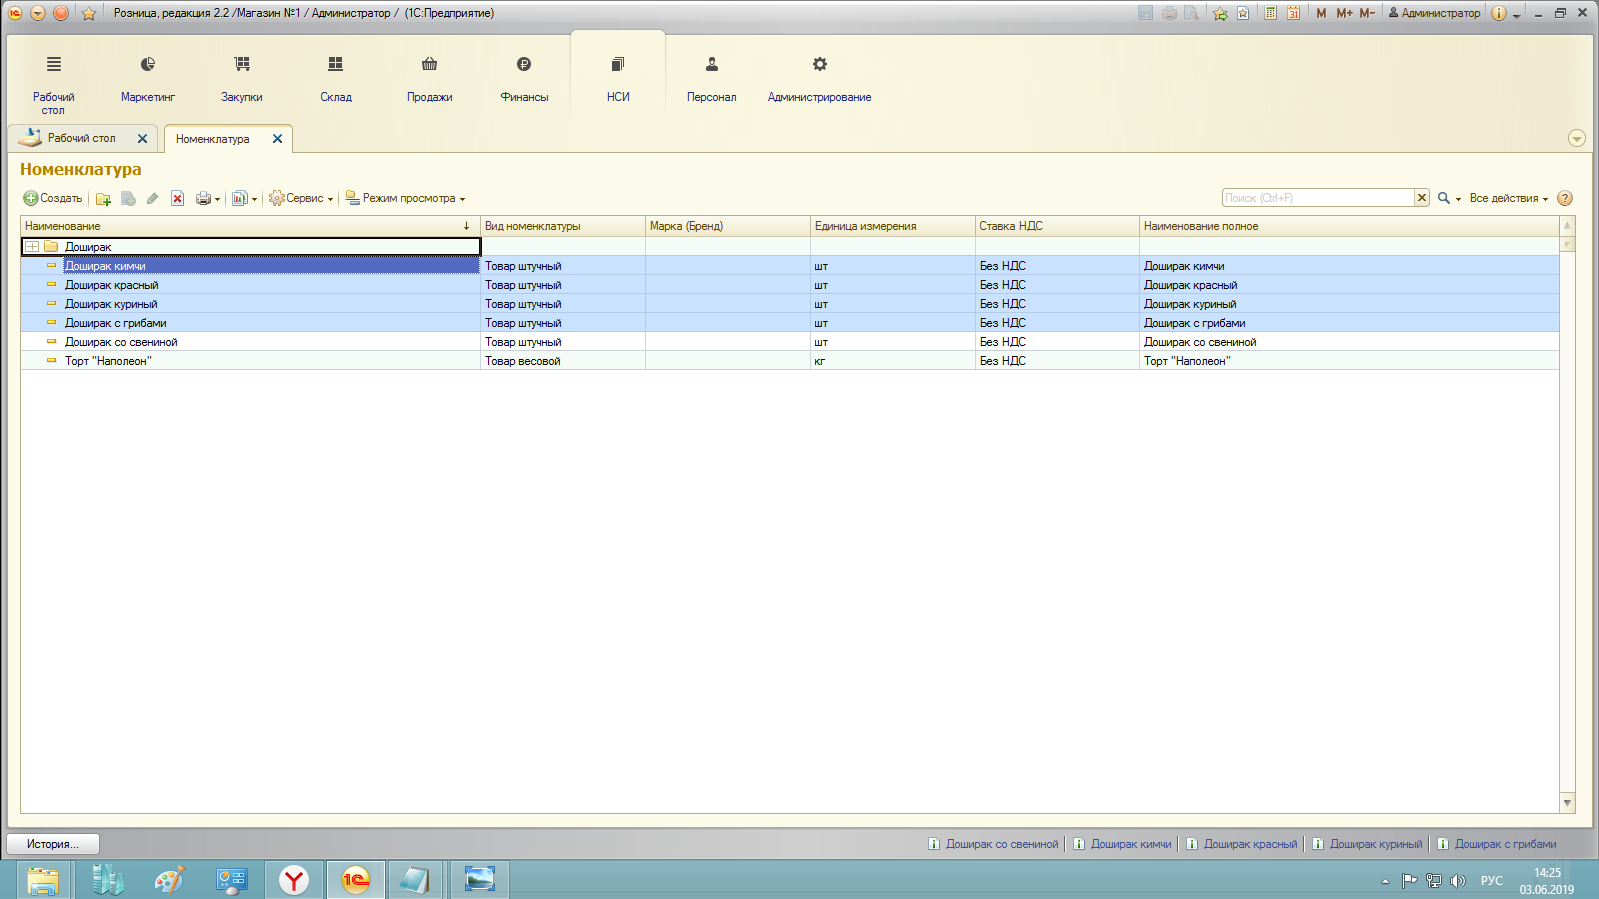 Розница, редакция 2.2 /Магазин №1 / Администратор / (1С:Предприятие)
31 M M+ M- Администратор
Рабочий стол
Маркетинг
Закупки
Склад
Продажи
Финансы
НСИ
Персонал
Администрирование
Рабочий стол
Номенклатура
Номенклатура
Создать Сервис Режим просмотра Поиск (Ctrl+F) Все действия ?
Наименование Вид номенклатуры Марка (Бренд) Единица измерения Ставка НДС Наименование полное
Доширак
Доширак кимчи Товар штучный шт Без НДС Доширак кимчи
Доширак красный Товар штучный шт Без НДС Доширак красный
Доширак куриный Товар штучный шт Без НДС Доширак куриный
Доширак с грибами Товар штучный шт Без НДС Доширак с грибами
Доширак со свениной Товар штучный шт Без НДС Доширак со свениной
Торт "Наполеон" Товар весовой кг Без НДС Торт "Наполеон"
История... Доширак со свениной Доширак кимчи Доширак красный Доширак куриный Доширак с грибами
РУС 14:25
03.06.2019